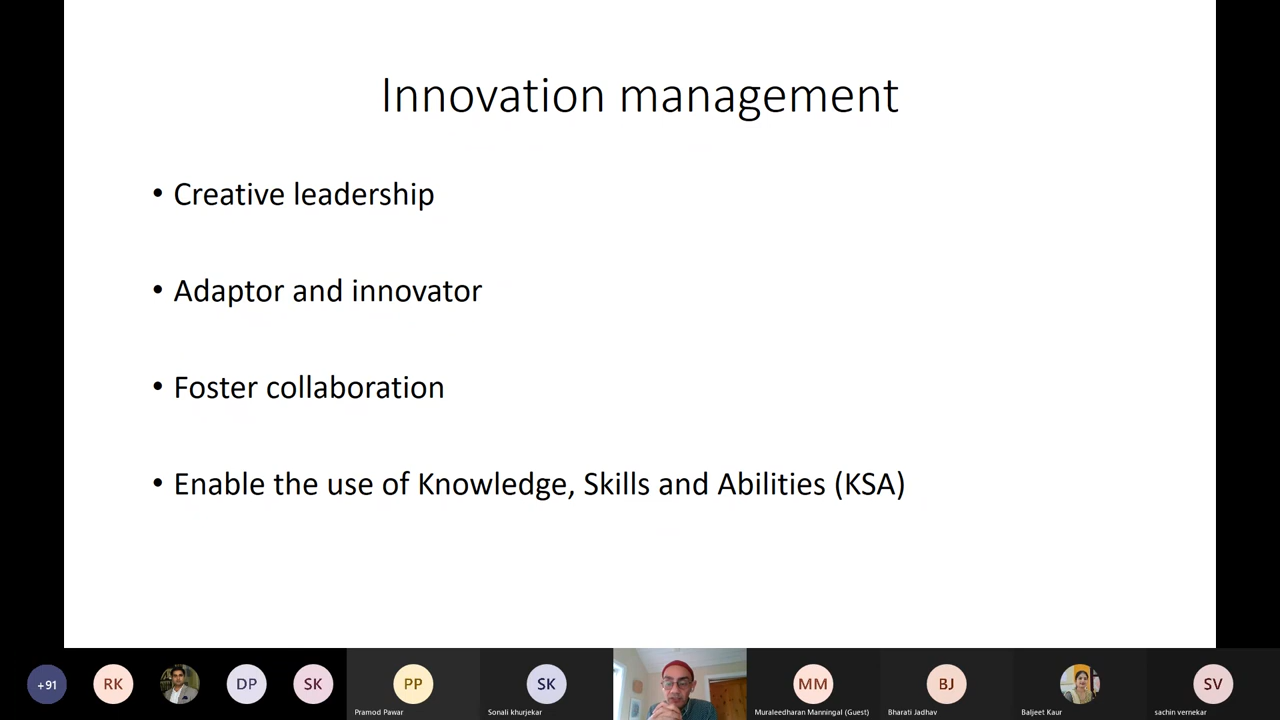 Innovation management
• Creative leadership
• Adaptor and innovator
• Foster collaboration
• Enable the use of Knowledge, Skills and Abilities (KSA)
+91
RK
DP
SK
PP
SK
MM
BJ
SV
Pramod Pawar
Sonali khurjekar
Muraleedharan Manningal (Guest)
Bharati Jadhav
Baljeet Kaur
sachin vernekar